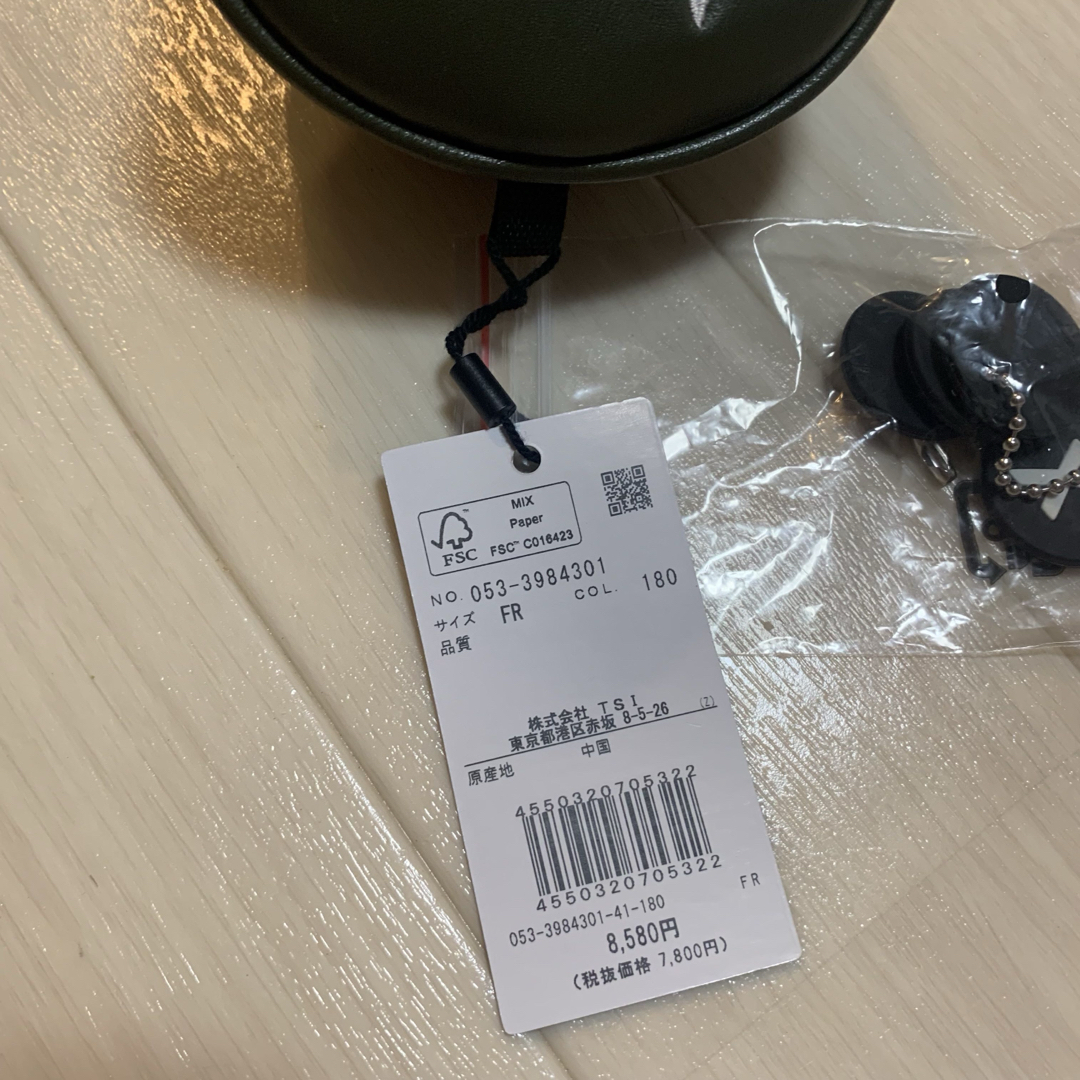 MIX
Paper
FSC™ C016423
FSC
NO. 053-3984301 COL. 180
サイズ FR
品質
株式会社 TSI
東京都港区赤坂 8-5-26 (Z)
原産地 中国
4550320705322
4550320705322
FR
053-3984301-41-180
8,580円
(税抜価格 7,800円)